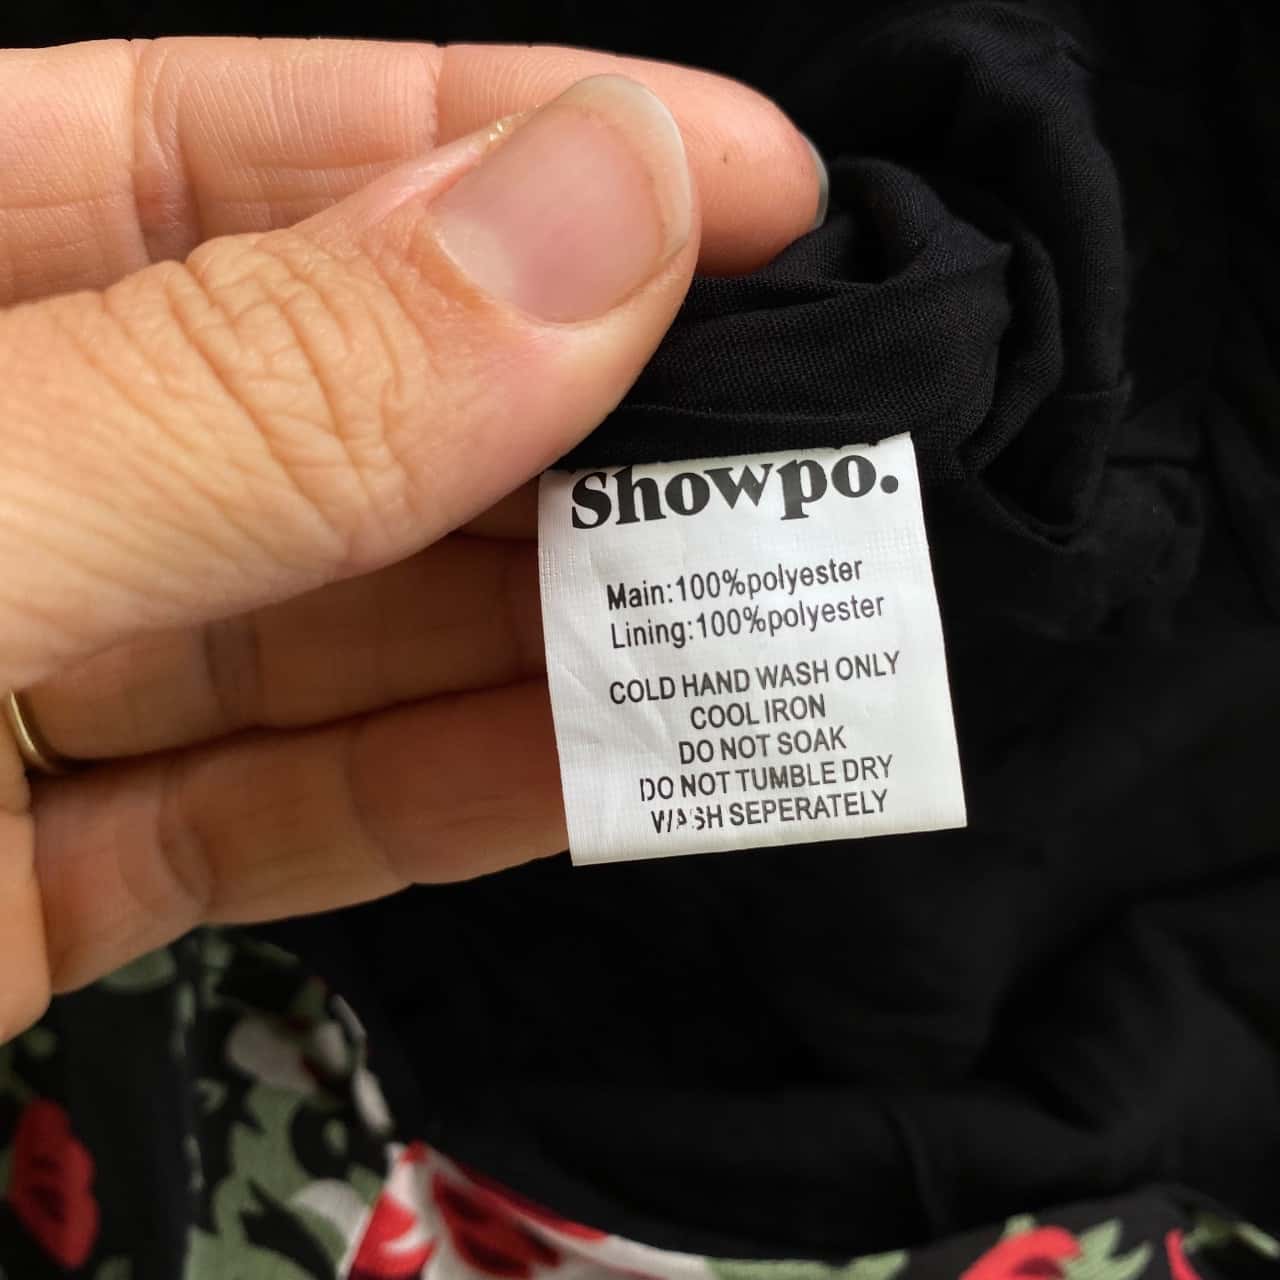 Showpo.
Main:100%polyester
Lining:100%polyester
COLD HAND WASH ONLY
COOL IRON
DO NOT SOAK
DO NOT TUMBLE DRY
WASH SEPERATELY